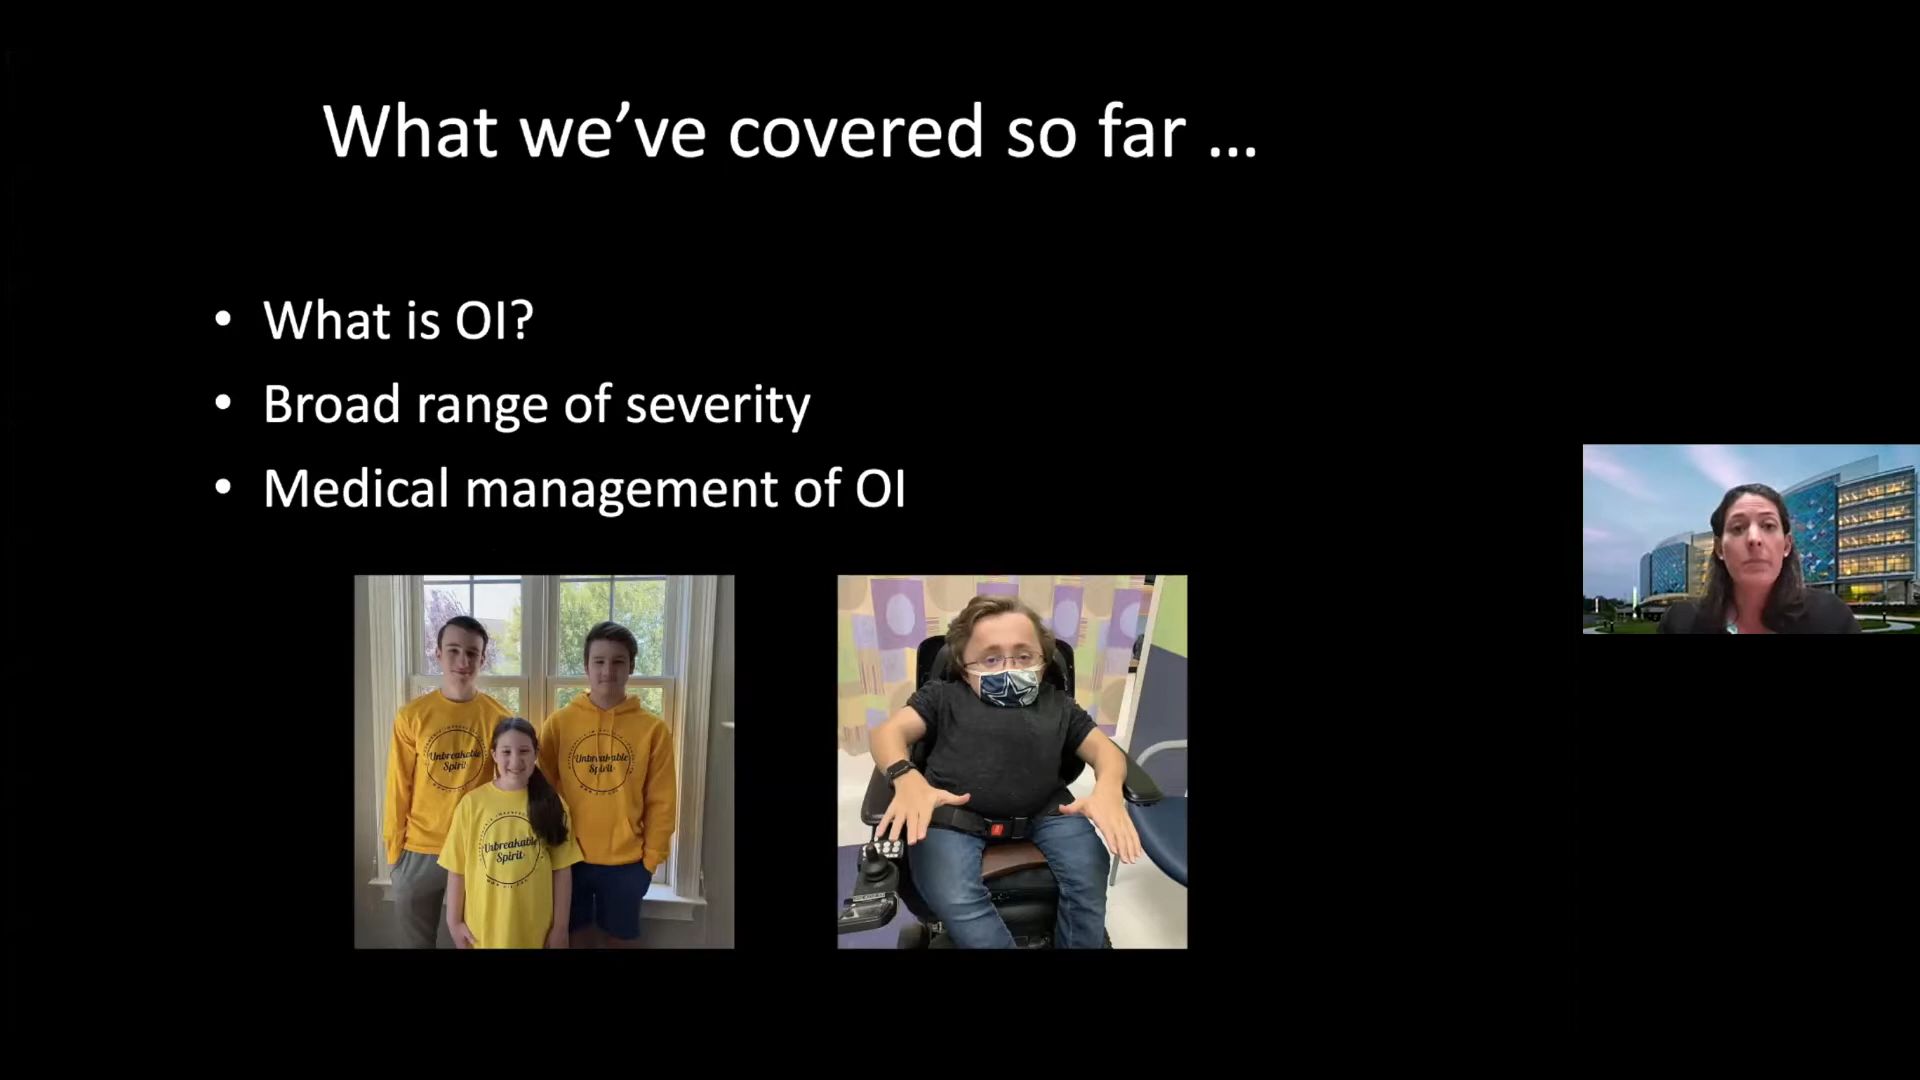 What we’ve covered so far ...
• What is OI?
• Broad range of severity
• Medical management of OI
Unbreakable
Spirit
Unbreakable
Spirit
Unbreakable
Spirit